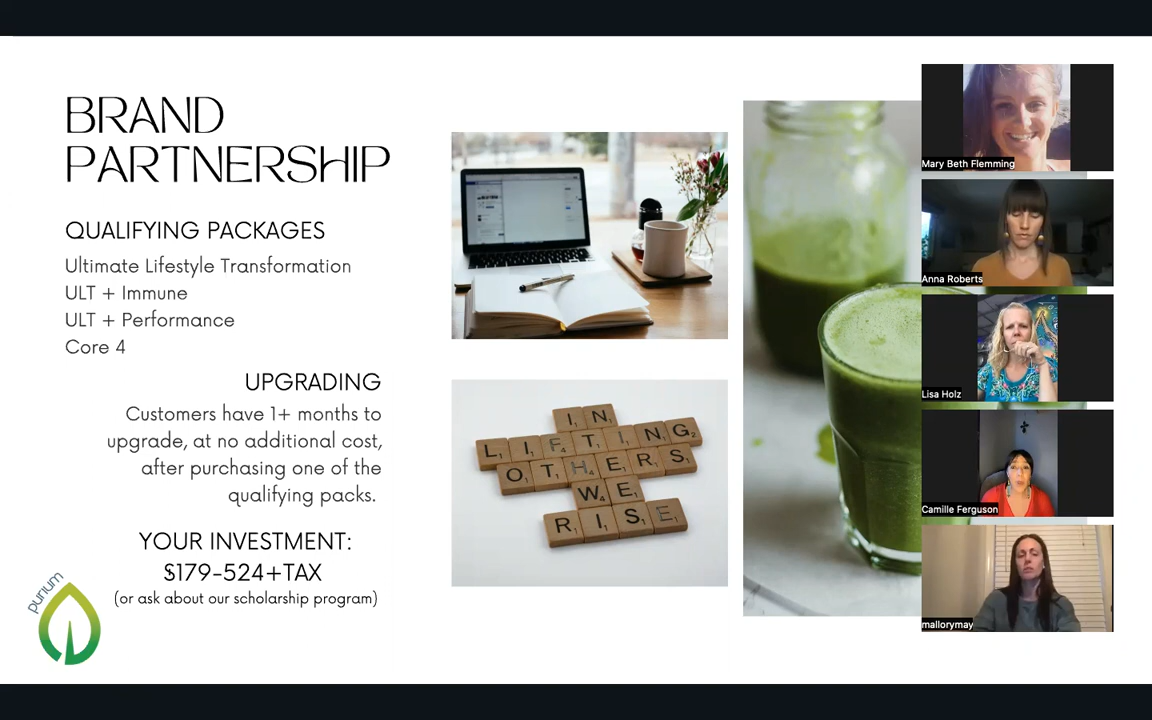 BRAND
PARTNERSHIP
QUALIFYING PACKAGES
Ultimate Lifestyle Transformation
ULT + Immune
ULT + Performance
Core 4
UPGRADING
Customers have 1+ months to
upgrade, at no additional cost,
after purchasing one of the
qualifying packs.
YOUR INVESTMENT:
$179-524+TAX
(or ask about our scholarship program)
purium
IN
LIFTING
OTHERS
WE
RISE
Mary Beth Flemming
Anna Roberts
Lisa Holz
Camille Ferguson
mallorymay